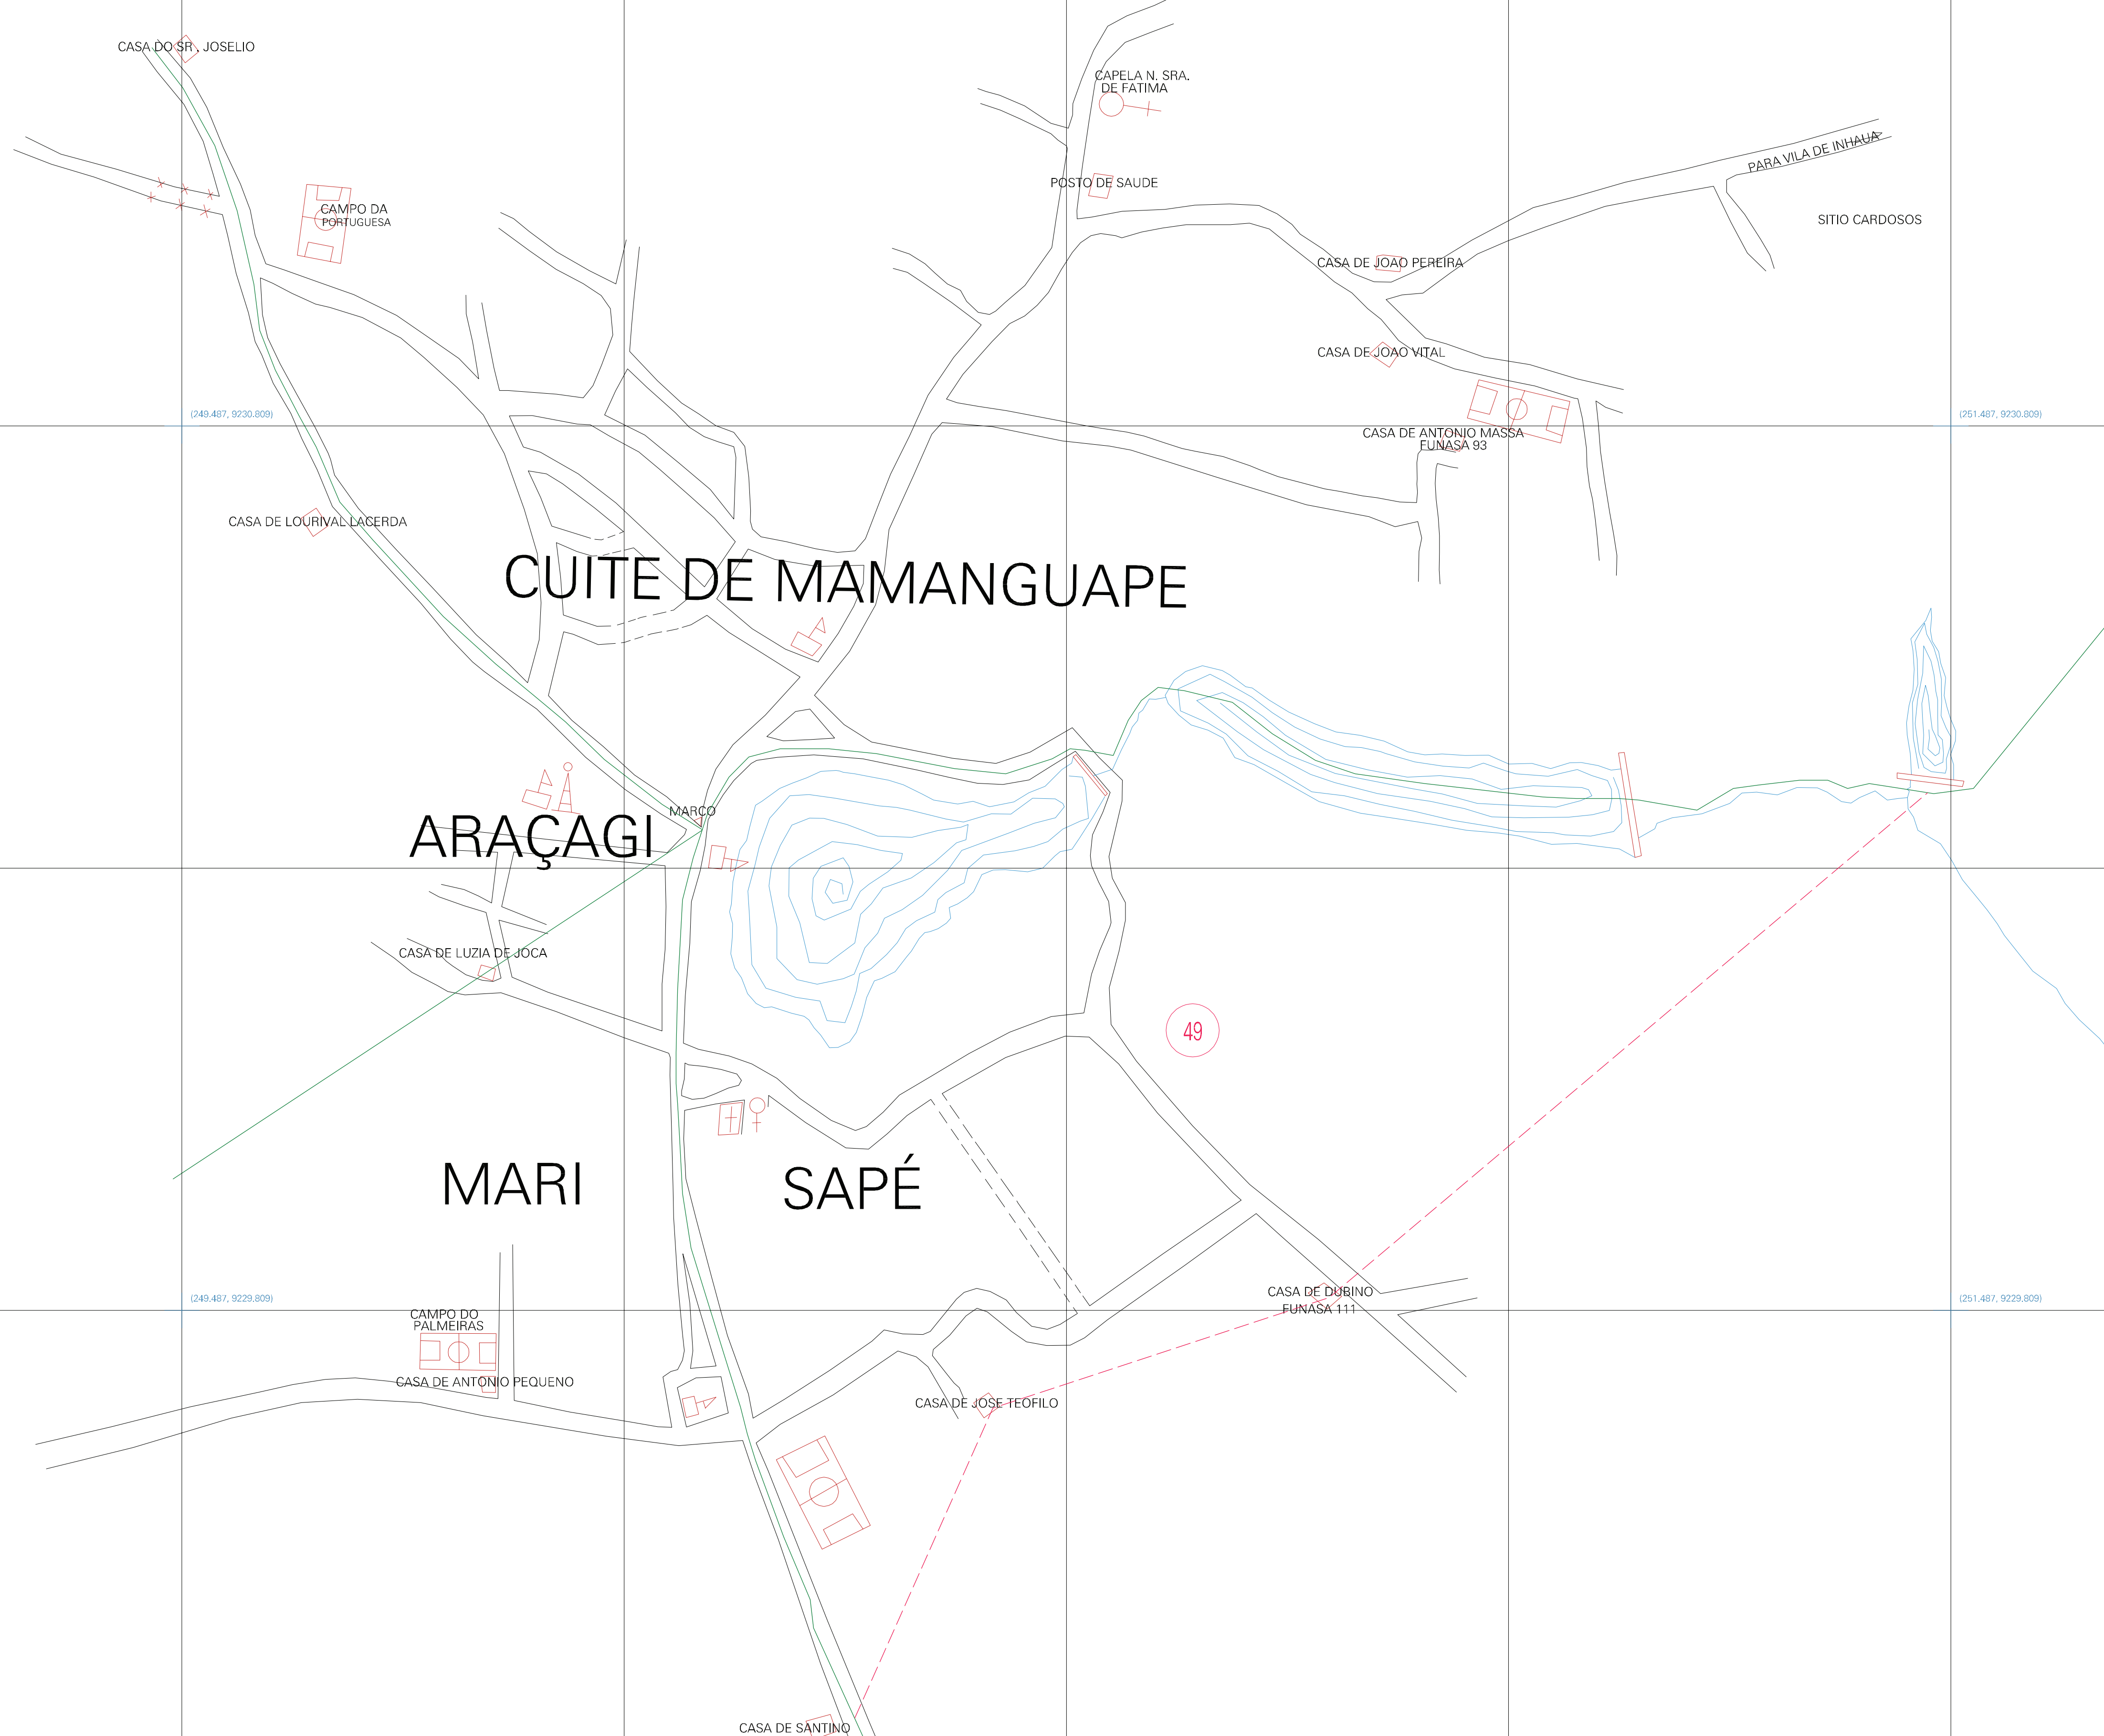 CASA DO SR . JOSELIO
CAPELA N. SRA.
DE FATIMA
PARA VILA DE INHAUA
POSTO DE SAUDE
CAMPO DA
PORTUGUESA
SITIO CARDOSOS
CASA DE JOAO PEREIRA
CASA DE JOAO VITAL
(249.487, 9230.809)
(251.487, 9230.809)
CASA DE ANTONIO MASSA
FUNASA 93
CASA DE LOURIVAL LACERDA
CUITE DE MAMANGUAPE
MARCO
ARAÇAGI
CASA DE LUZIA DE JOCA
49
MARI
SAPÉ
CASA DE DUBINO
FUNASA 111
(249.487, 9229.809)
(251.487, 9229.809)
CAMPO DO
PALMEIRAS
CASA DE ANTONIO PEQUENO
CASA DE JOSE TEOFILO
CASA DE SANTINO